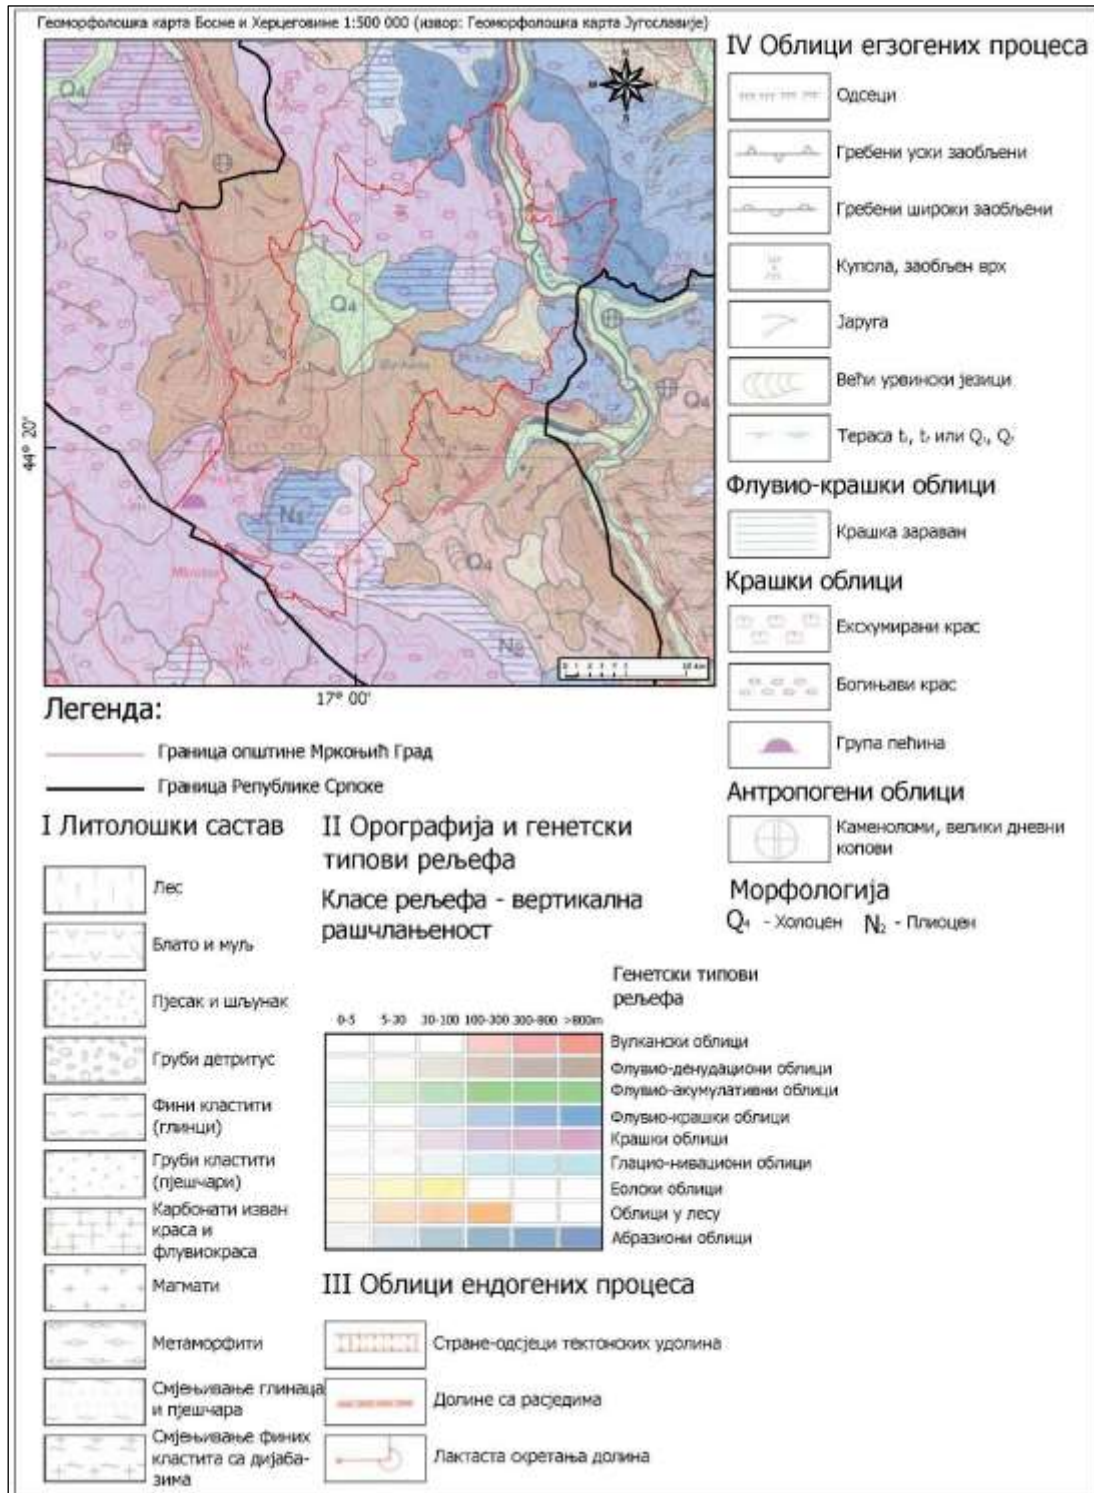 Геоморфолошка карта Босне и Херцеговине 1:500 000 (извор: Геоморфолошка карта Југославије)
Q4
Q4
Q4
Q4
N2
44° 20'
17° 00'
Легенда:
Граница општине Мркоњић Град
Граница Републике Српске
I Литолошки састав
Лес
Блато и муљ
Пјесак и шљунак
Груби детритус
Фини кластити
(глинци)
Груби кластити
(пјешчари)
Карбонати изван
краса и
флувиокраса
Магмати
Метаморфити
Смјењивање глинаца
и пјешчара
Смјењивање финих
кластита са дијаба-
зима
II Орографија и генетски
типови рељефа
Класе рељефа - вертикална
рашчлањеност
Генетски типови
рељефа
0-5 5-30 30-100 100-300 300-800 >800m
Вулкански облици
Флувио-денудациони облици
Флувио-акумулативни облици
Флувио-крашки облици
Крашки облици
Глацио-нивациони облици
Еолски облици
Облици у лесу
Абразиони облици
III Облици ендогених процеса
Стране-одсјеци тектонских удолина
Долине са расједима
Лактаста скретања долина
IV Облици егзогених процеса
Одсеци
Гребени уски заобљени
Гребени широки заобљени
Купола, заобљен врх
Јаруга
Већи урвински језици
Тераса
Флувио-крашки облици
Крашка зараван
Крашки облици
Ексхумирани крас
Богињави крас
Група пећина
Антропогени облици
Каменоломи, велики дневни
копови
Морфологија
Q4 - Холоцен N2 - Плиоцен